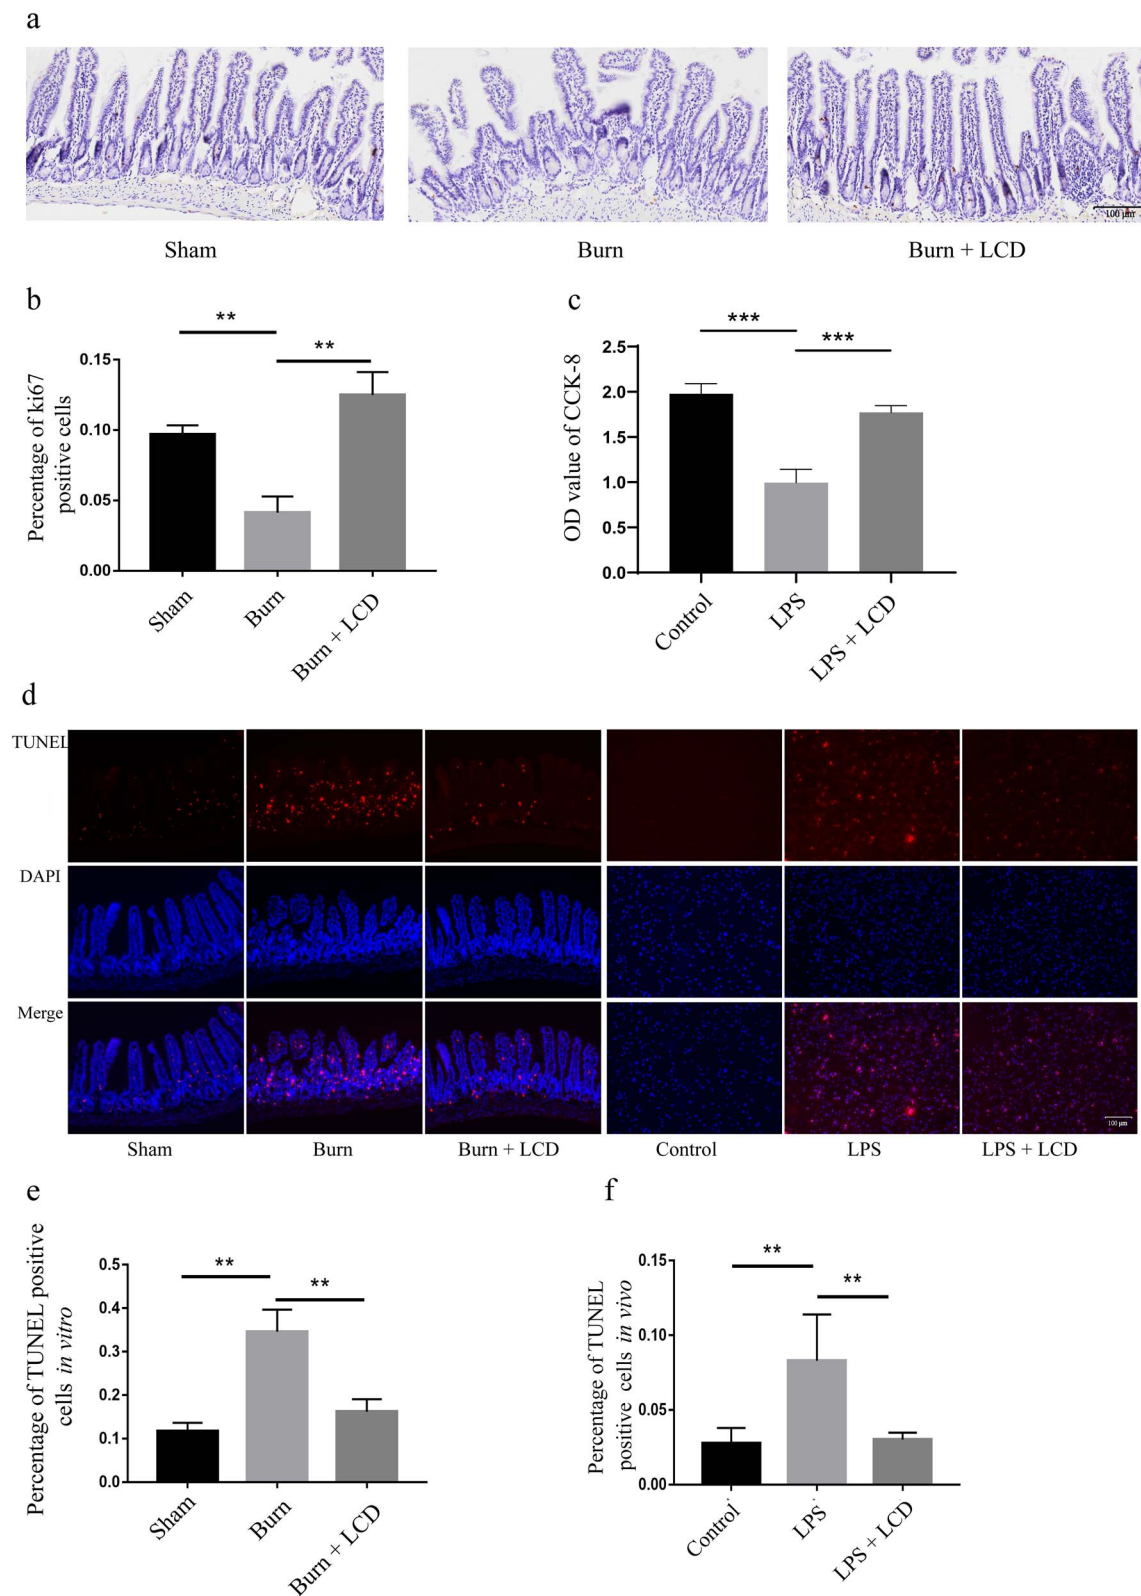 a
100 μm
Sham
Burn
Burn + LCD
b
**
**
Percentage of ki67
positive cells
0.15
0.10
0.05
0.00
Sham
Burn
Burn + LCD
c
***
***
OD value of CCK-8
2.5
2.0
1.5
1.0
0.5
0.0
Control
LPS
LPS + LCD
d
TUNEL
DAPI
Merge
100 μm
Sham
Burn
Burn + LCD
Control
LPS
LPS + LCD
e
**
**
Percentage of TUNEL positive
cells in vitro
0.5
0.4
0.3
0.2
0.1
0.0
Sham
Burn
Burn + LCD
f
**
**
Percentage of TUNEL
positive cells in vivo
0.15
0.10
0.05
0.00
Control
LPS
LPS + LCD